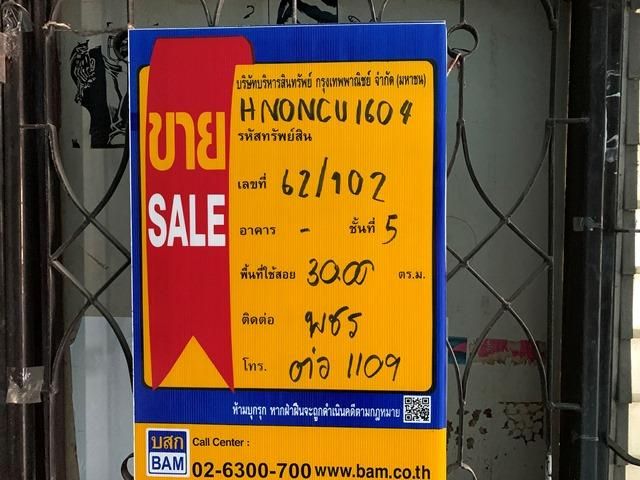 บริษัทบริหารสินทรัพย์ กรุงเทพพาณิชย์ จำกัด (มหาชน)
HNONCU1604
รหัสทรัพย์สิน
ขาย
SALE
เลขที่ 62/102
อาคาร - ชั้นที่ 5
พื้นที่ใช้สอย 30.00 ตร.ม.
ติดต่อ พชร
โทร. ต่อ 1109
ห้ามบุกรุก หากฝ่าฝืนจะถูกดำเนินคดีตามกฎหมาย
บสก
BAM
Call Center :
02-6300-700 www.bam.co.th